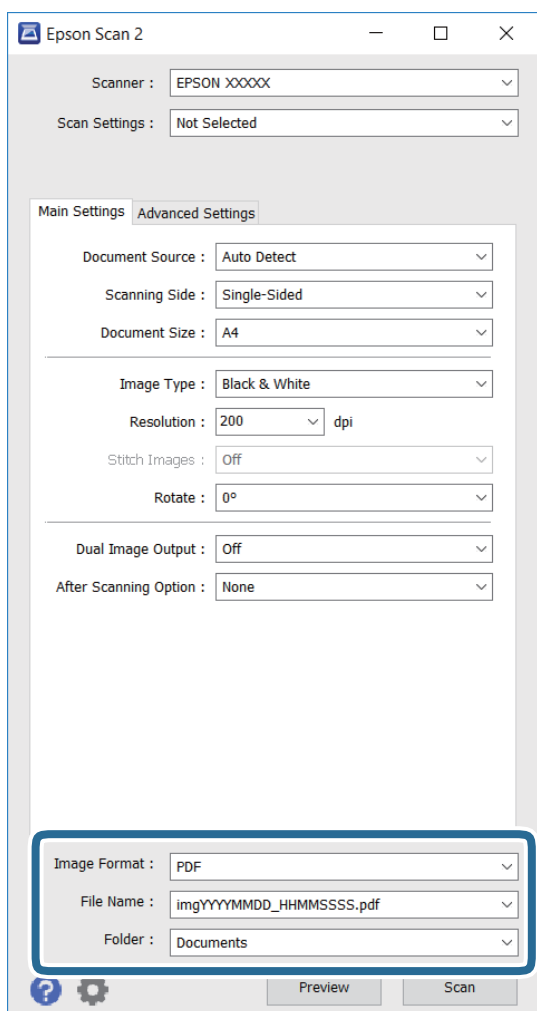 Epson Scan 2
Scanner : EPSON XXXXX
Scan Settings : Not Selected
Main Settings Advanced Settings
Document Source : Auto Detect
Scanning Side : Single-Sided
Document Size : A4
Image Type : Black & White
Resolution : 200 dpi
Stitch Images : Off
Rotate : 0°
Dual Image Output : Off
After Scanning Option : None
Image Format : PDF
File Name : imgYYYYMMDD_HHMMSSSS.pdf
Folder : Documents
? Preview Scan